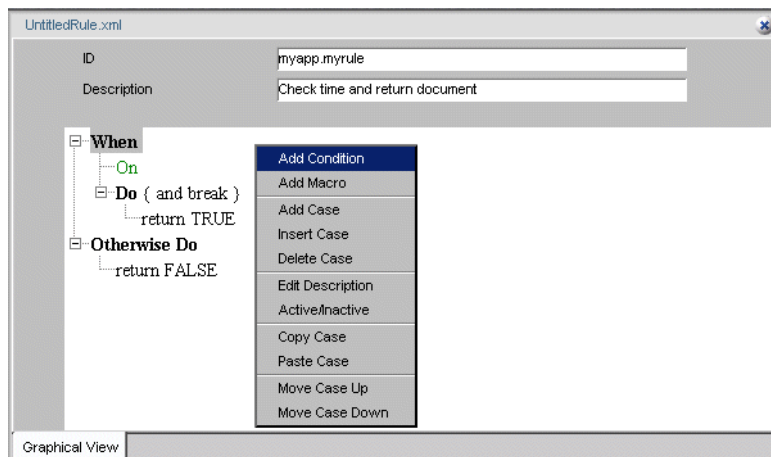 UntitledRule.xml
ID
myapp.myrule
Description
Check time and return document
When
On
Do { and break }
return TRUE
Otherwise Do
return FALSE
Add Condition
Add Macro
Add Case
Insert Case
Delete Case
Edit Description
Active/Inactive
Copy Case
Paste Case
Move Case Up
Move Case Down
Graphical View